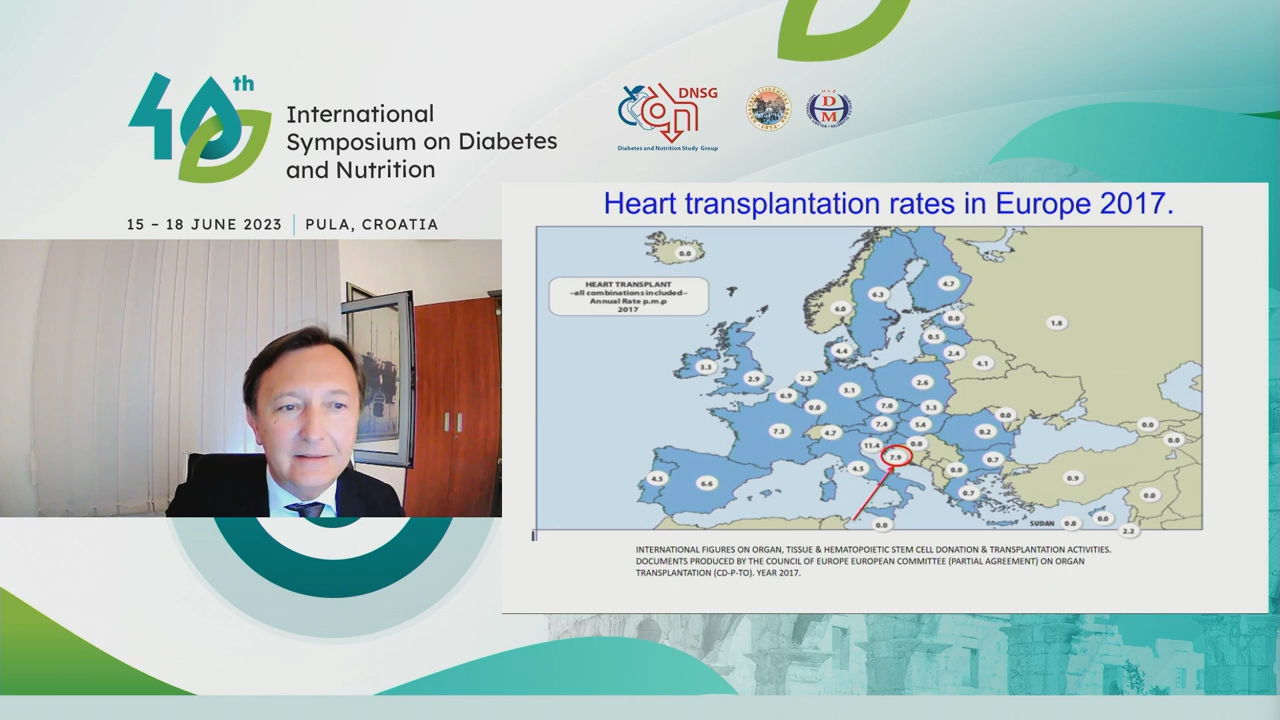 40th
International
Symposium on Diabetes
and Nutrition
15 – 18 JUNE 2023 | PULA, CROATIA
DNSG
Diabetes and Nutrition Study Group
DM
Heart transplantation rates in Europe 2017.
HEART TRANSPLANT
–all combinations included–
Annual Rate p.m.p
2017
0.0
4.7
6.3
6.0
0.0
1.8
0.5
4.4
2.4
4.1
3.3
2.9
2.2
3.1
2.6
6.9
0.0
7.0
3.3
0.0
7.3
4.7
7.4
5.4
0.2
0.0
0.0
11.4
0.0
7.9
4.5
0.0
0.7
4.5
6.6
0.7
0.9
0.0
SUDAN
0.0
0.0
0.0
2.2
INTERNATIONAL FIGURES ON ORGAN, TISSUE & HEMATOPOIETIC STEM CELL DONATION & TRANSPLANTATION ACTIVITIES.
DOCUMENTS PRODUCED BY THE COUNCIL OF EUROPE EUROPEAN COMMITTEE (PARTIAL AGREEMENT) ON ORGAN
TRANSPLANTATION (CD-P-TO). YEAR 2017.